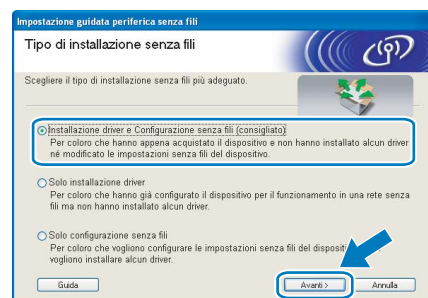 Impostazione guidata periferica senza fili
Tipo di installazione senza fili
Scegliere il tipo di installazione senza fili più adeguato.
Installazione driver e Configurazione senza fili (consigliato)
Per coloro che hanno appena acquistato il dispositivo e non hanno installato alcun driver
né modificato le impostazioni senza fili del dispositivo.
Solo installazione driver
Per coloro che hanno già configurato il dispositivo per il funzionamento in una rete senza
fili ma non hanno installato alcun driver.
Solo configurazione senza fili
Per coloro che vogliono configurare le impostazioni senza fili del
vogliono installare alcun driver.
Guida
Avanti >
Annulla